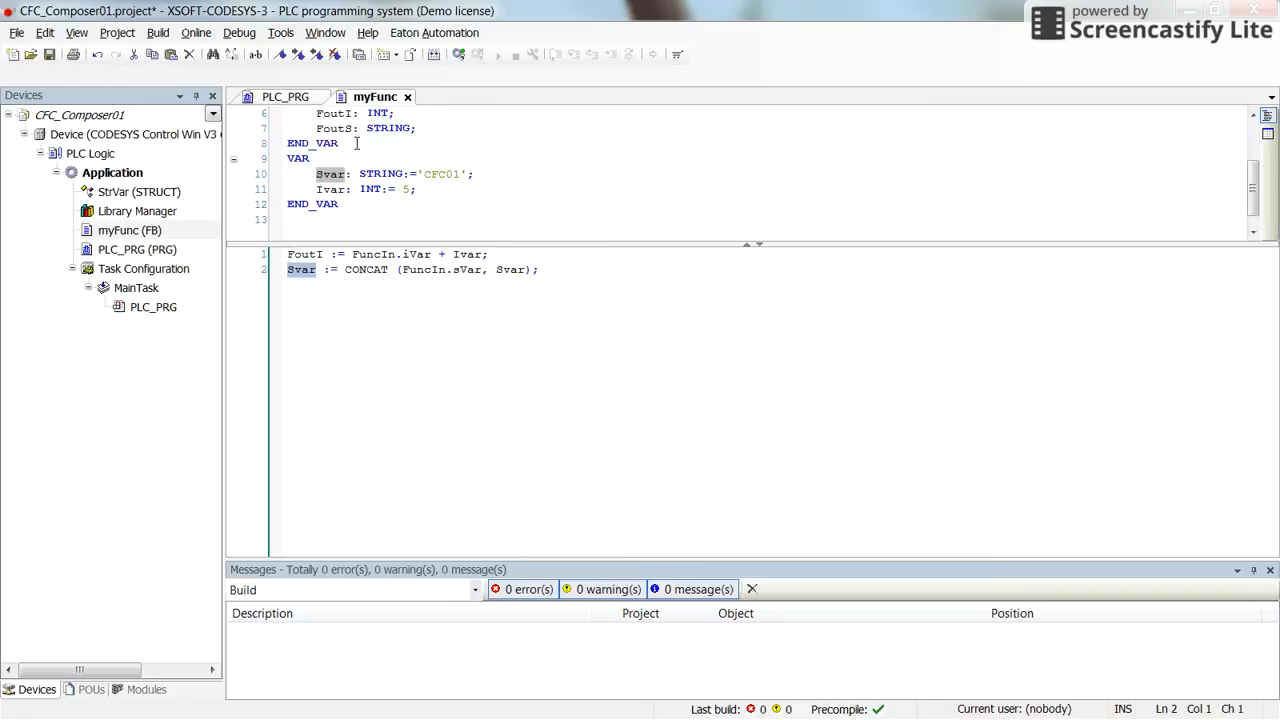 CFC_Composer01.project* - XSOFT-CODESYS-3 - PLC programming system (Demo license)
powered by
Screencastify Lite
File Edit View Project Build Online Debug Tools Window Help Eaton Automation
Devices
PLC_PRG
myFunc
CFC_Composer01
Device (CODESYS Control Win V3
PLC Logic
Application
StrVar (STRUCT)
Library Manager
myFunc (FB)
PLC_PRG (PRG)
Task Configuration
MainTask
PLC_PRG
6 FoutI: INT;
7 FoutS: STRING;
8 END_VAR
9 VAR
10 Svar: STRING:='CFC01';
11 Ivar: INT:= 5;
12 END_VAR
13
1 FoutI := FuncIn.iVar + Ivar;
2 Svar := CONCAT (FuncIn.sVar, Svar);
Messages - Totally 0 error(s), 0 warning(s), 0 message(s)
Build 0 error(s) 0 warning(s) 0 message(s)
Description Project Object Position
Devices POUs Modules
Last build: 0 0 Precompile: Current user: (nobody) INS Ln 2 Col 1 Ch 1